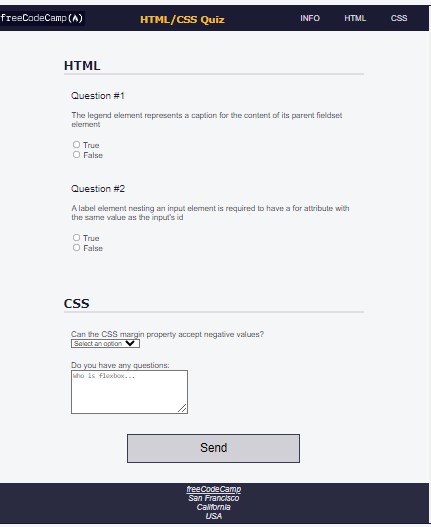 freeCodeCamp(🔥)
HTML/CSS Quiz
INFO
HTML
CSS
HTML
Question #1
The legend element represents a caption for the content of its parent fieldset
element
True
False
Question #2
A label element nesting an input element is required to have a for attribute with
the same value as the input's id
True
False
CSS
Can the CSS margin property accept negative values?
Select an option
Do you have any questions:
Who is flexbox...
Send
freeCodeCamp
San Francisco
California
USA